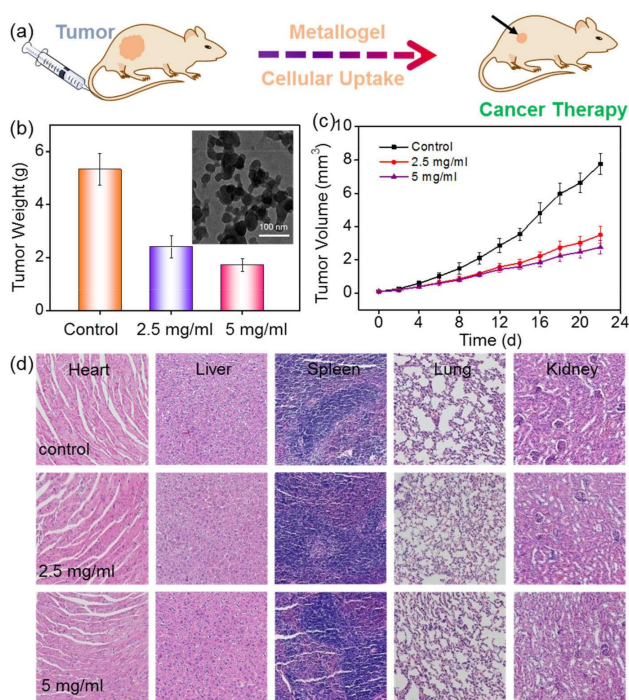 (a)
Tumor
Metallogel
Cellular Uptake
Cancer Therapy
(b)
Tumor Weight (g)
6
4
2
0
100 nm
Control
2.5 mg/ml
5 mg/ml
(c)
Tumor Volume (mm³)
10
8
6
4
2
0
Control
2.5 mg/ml
5 mg/ml
0
4
8
12
16
20
24
Time (d)
(d)
Heart
Liver
Spleen
Lung
Kidney
control
2.5 mg/ml
5 mg/ml